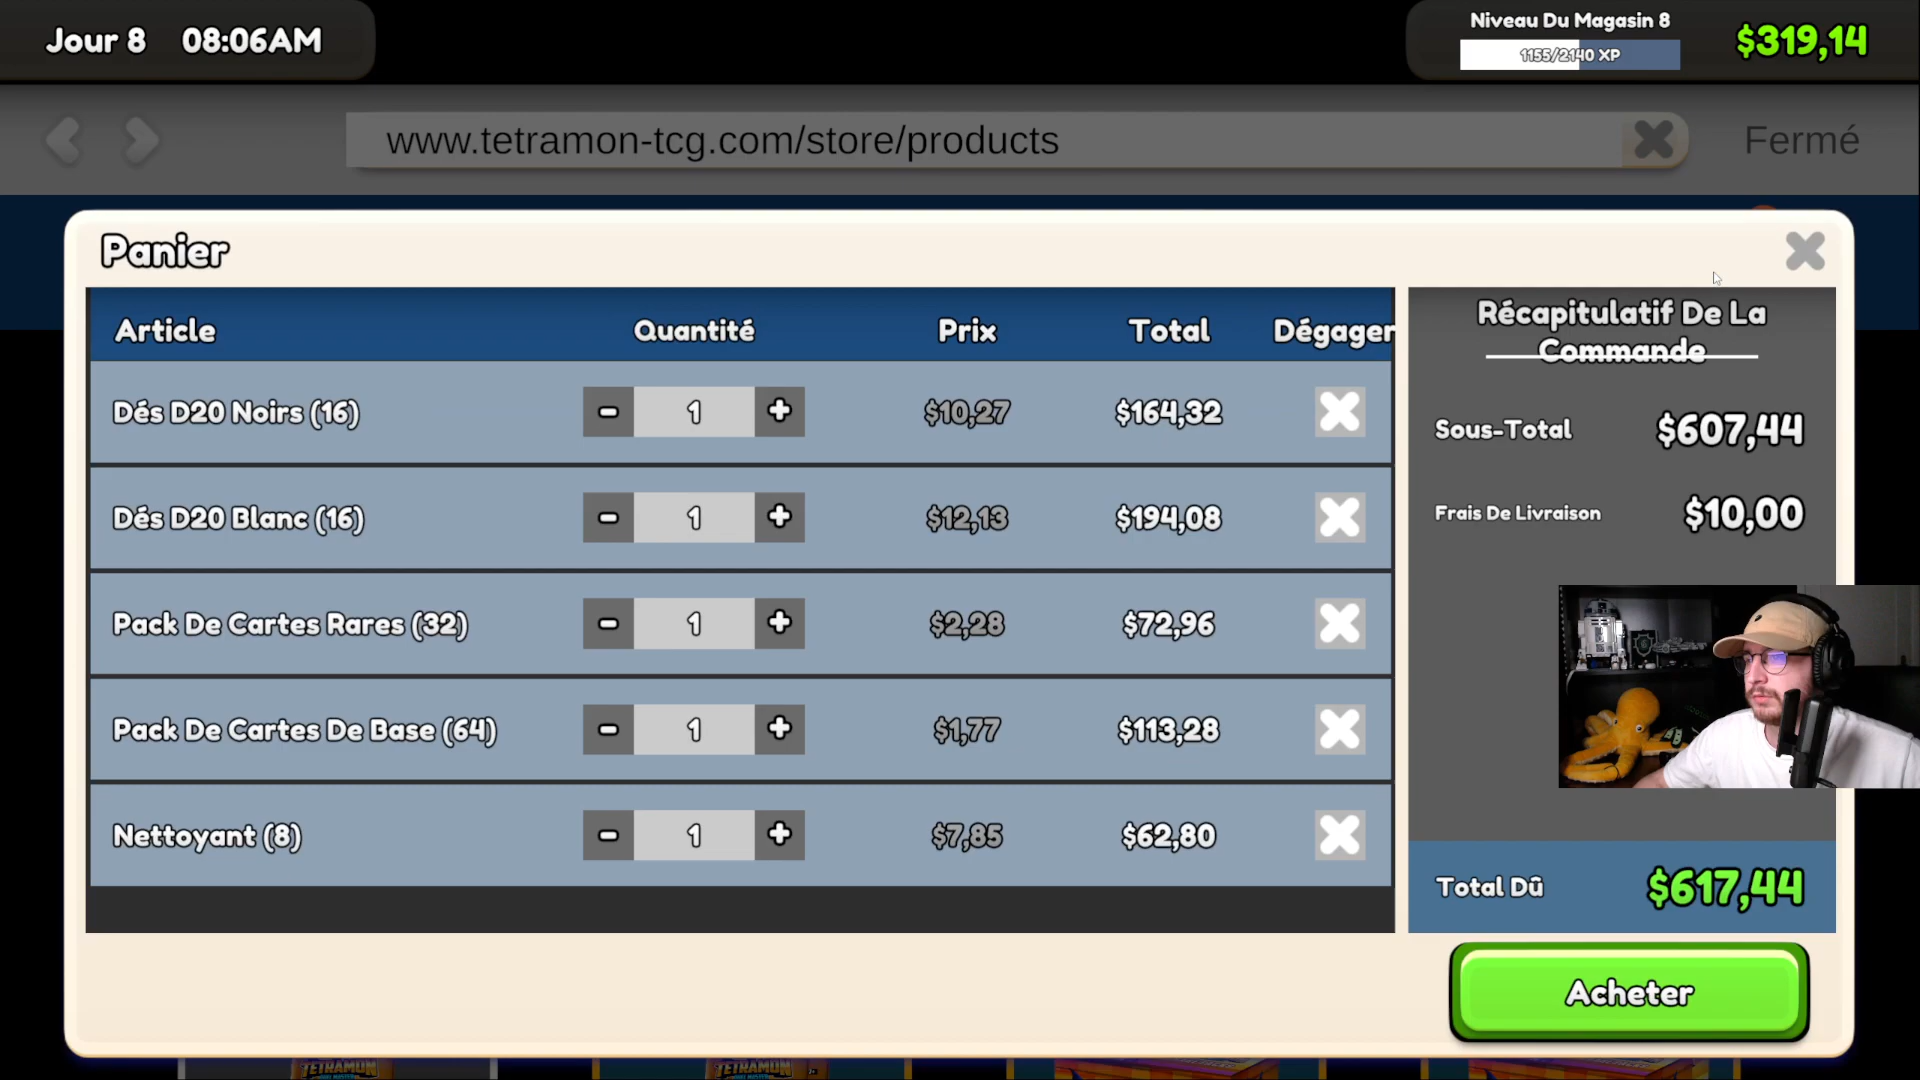 Jour 8 08:06AM
Niveau Du Magasin 8
1155/2140 XP
$319,14
www.tetramon-tcg.com/store/products
Fermé
Panier
Article Quantité Prix Total Dégager
Dés D20 Noirs (16) - 1 + $10,27 $164,32
Dés D20 Blanc (16) - 1 + $12,13 $194,08
Pack De Cartes Rares (32) - 1 + $2,28 $72,96
Pack De Cartes De Base (64) - 1 + $1,77 $113,28
Nettoyant (8) - 1 + $7,85 $62,80
Récapitulatif De La
Commande
Sous-Total $607,44
Frais De Livraison $10,00
Total Dû $617,44
Acheter
TETRAMON TETRAMON